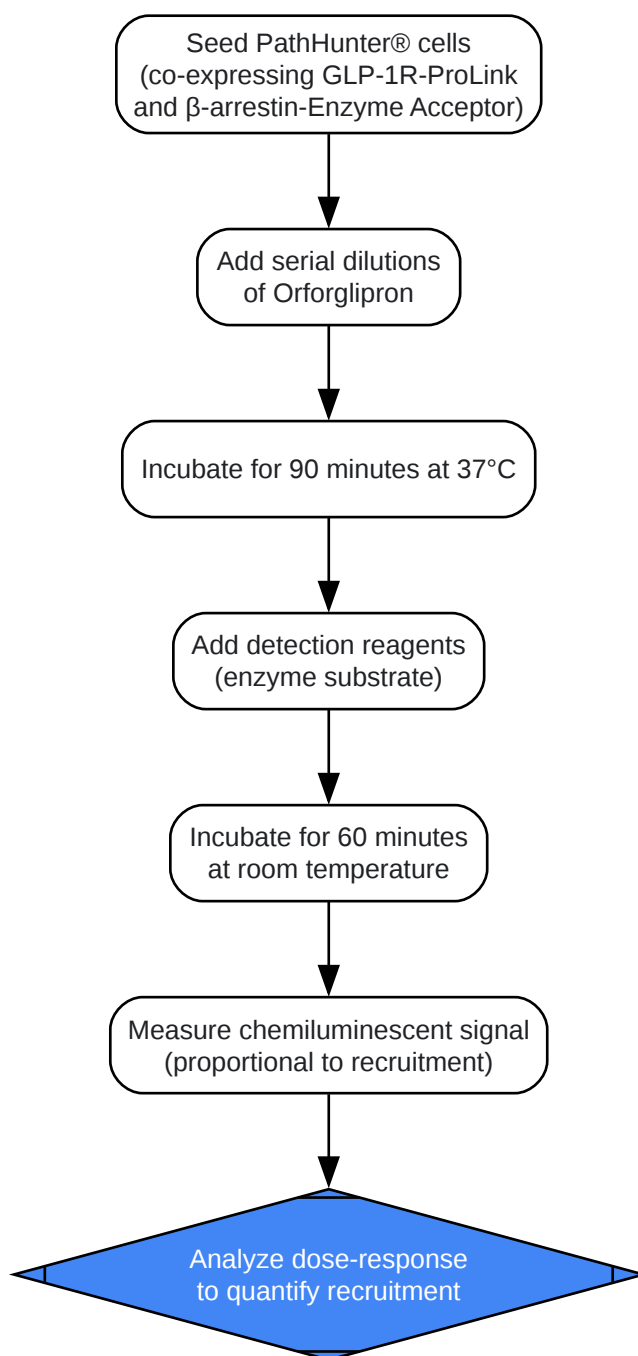 Seed PathHunter® cells
(co-expressing GLP-1R-ProLink
and β-arrestin-Enzyme Acceptor)
Add serial dilutions
of Orforglipron
Incubate for 90 minutes at 37°C
Add detection reagents
(enzyme substrate)
Incubate for 60 minutes
at room temperature
Measure chemiluminescent signal
(proportional to recruitment)
Analyze dose-response
to quantify recruitment